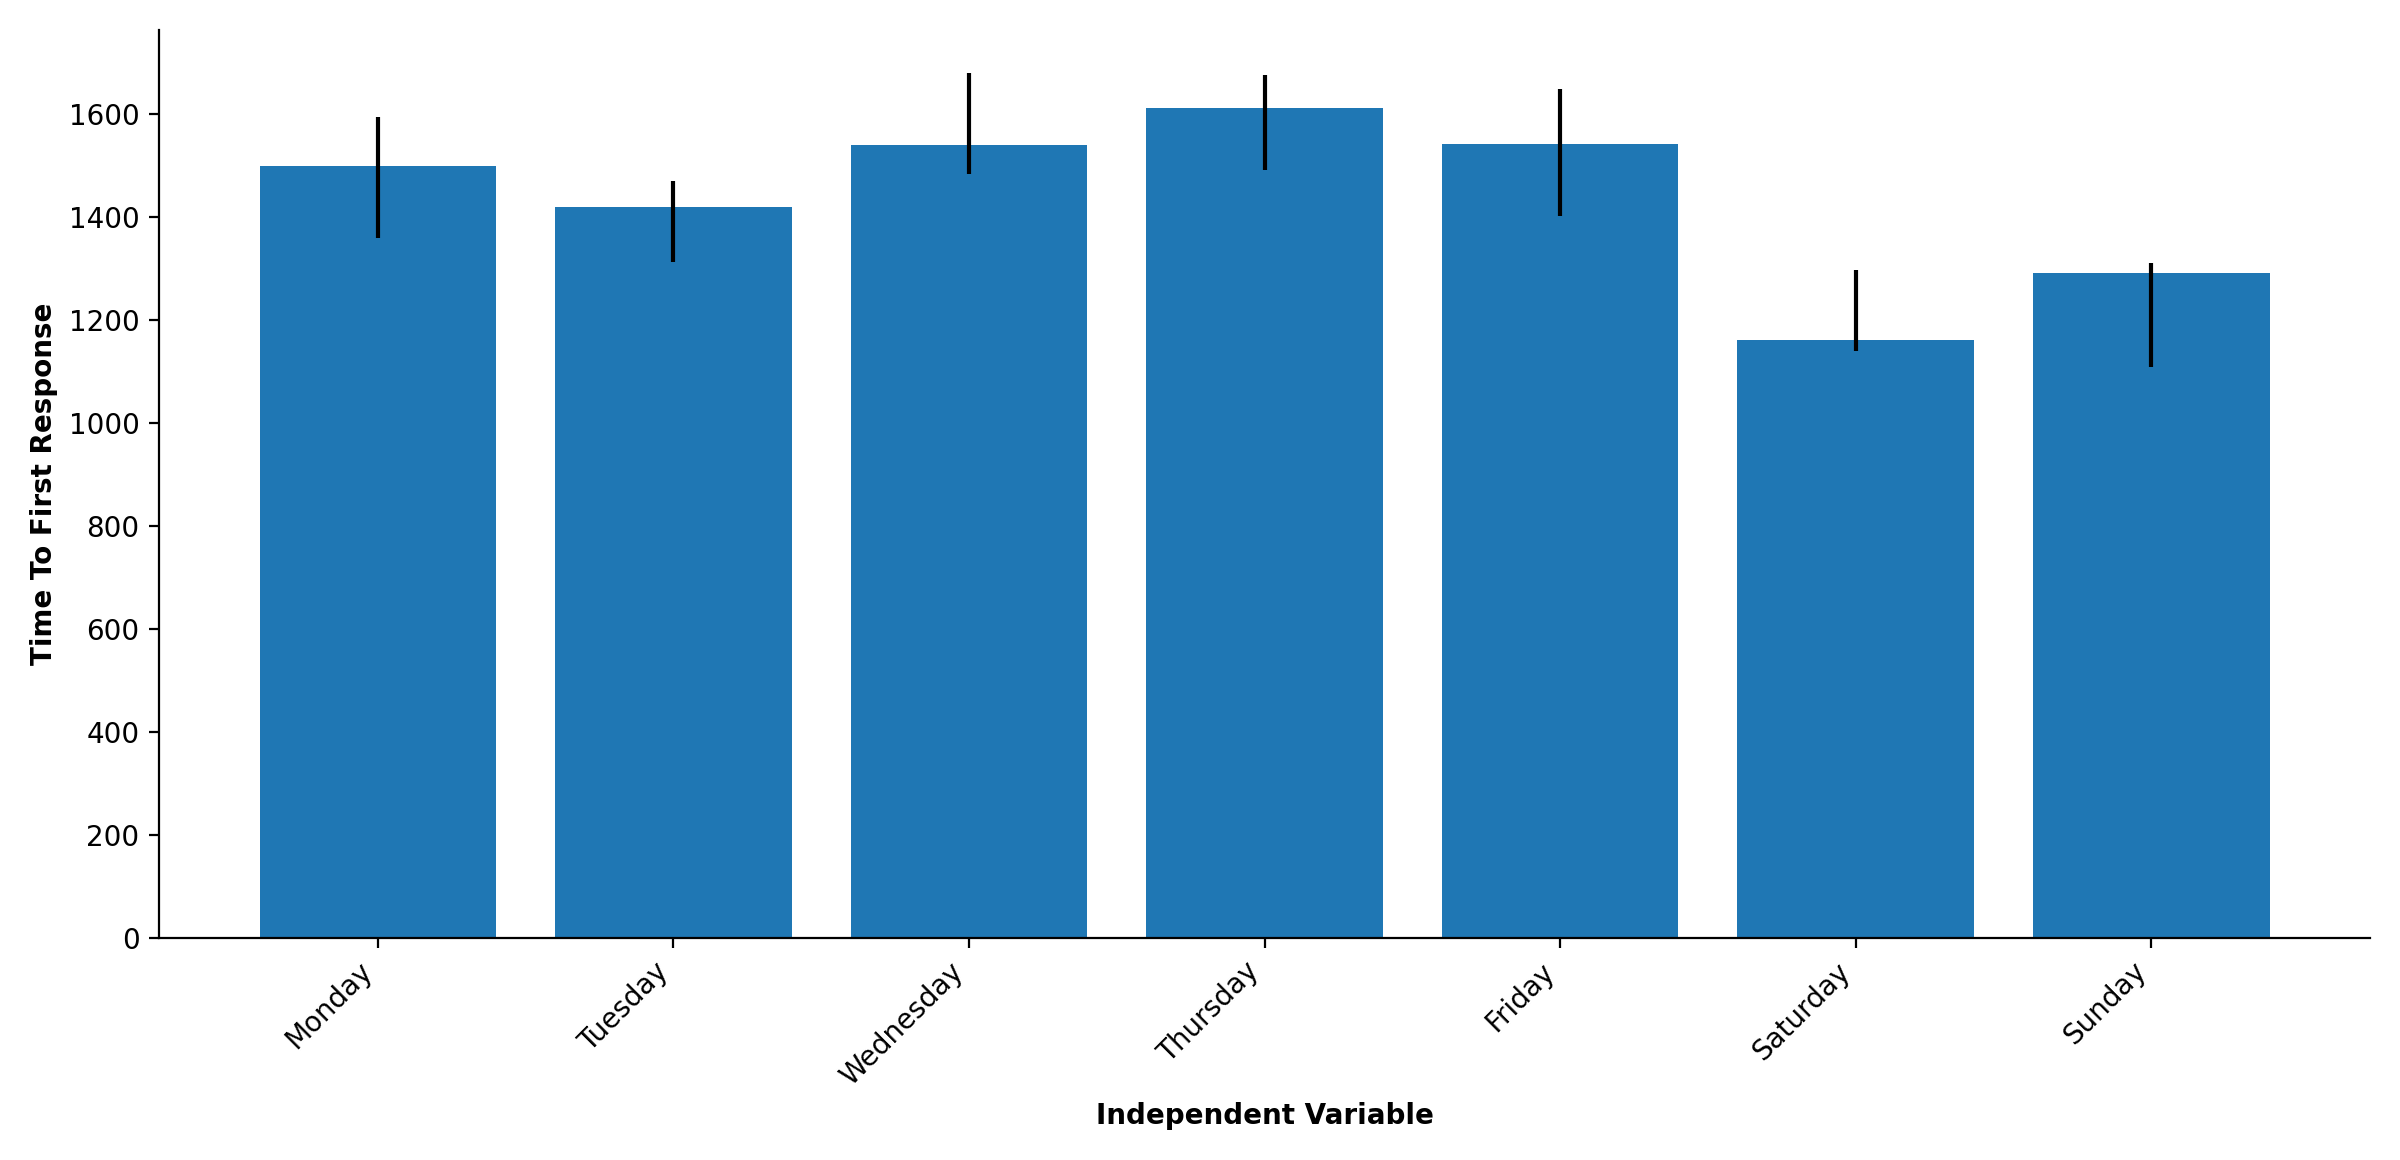 Time To First Response
1600
1400
1200
1000
800
600
400
200
0
Monday
Tuesday
Wednesday
Thursday
Friday
Saturday
Sunday
Independent Variable